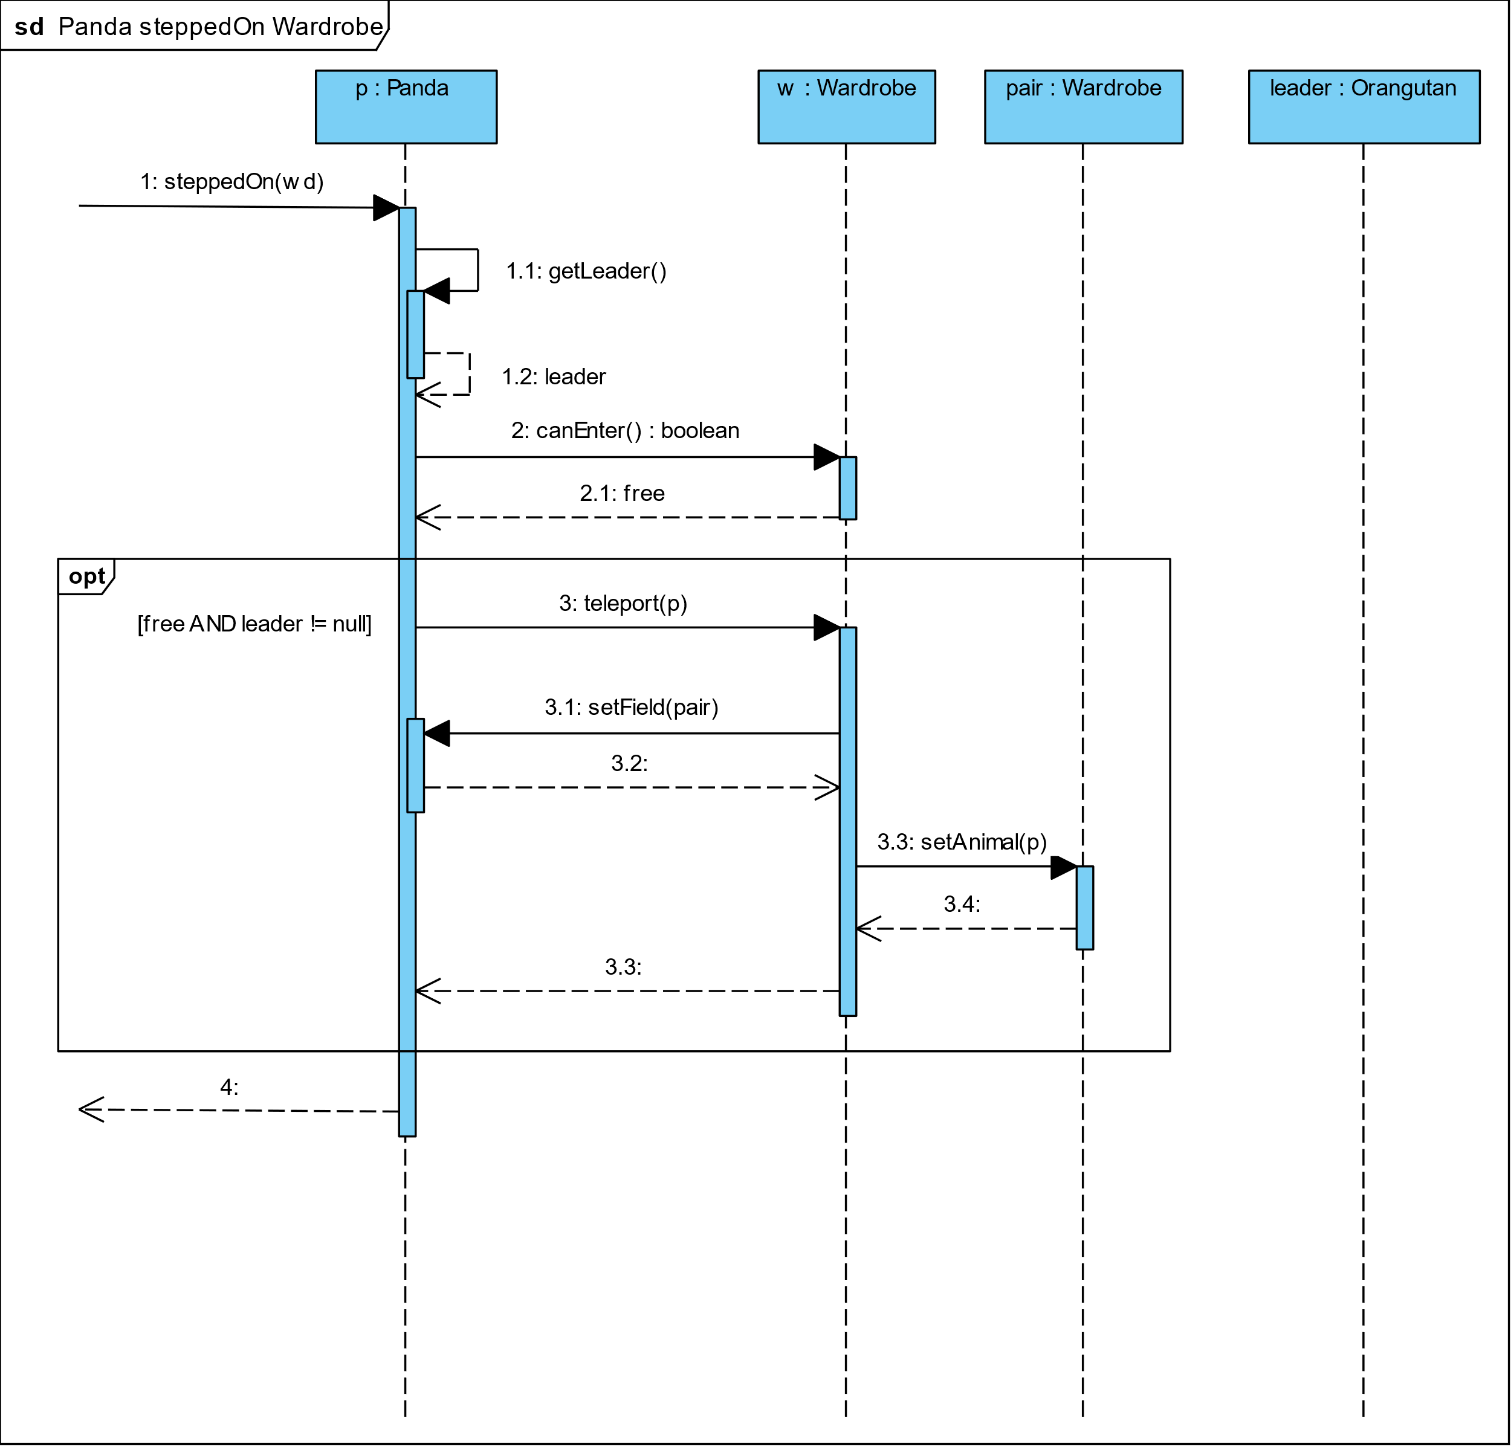 sd Panda steppedOn Wardrobe
p : Panda
w : Wardrobe
pair : Wardrobe
leader : Orangutan
1: steppedOn(wd)
1.1: getLeader()
1.2: leader
2: canEnter() : boolean
2.1: free
opt
3: teleport(p)
[free AND leader != null]
3.1: setField(pair)
3.2:
3.3: setAnimal(p)
3.4:
3.3:
4: